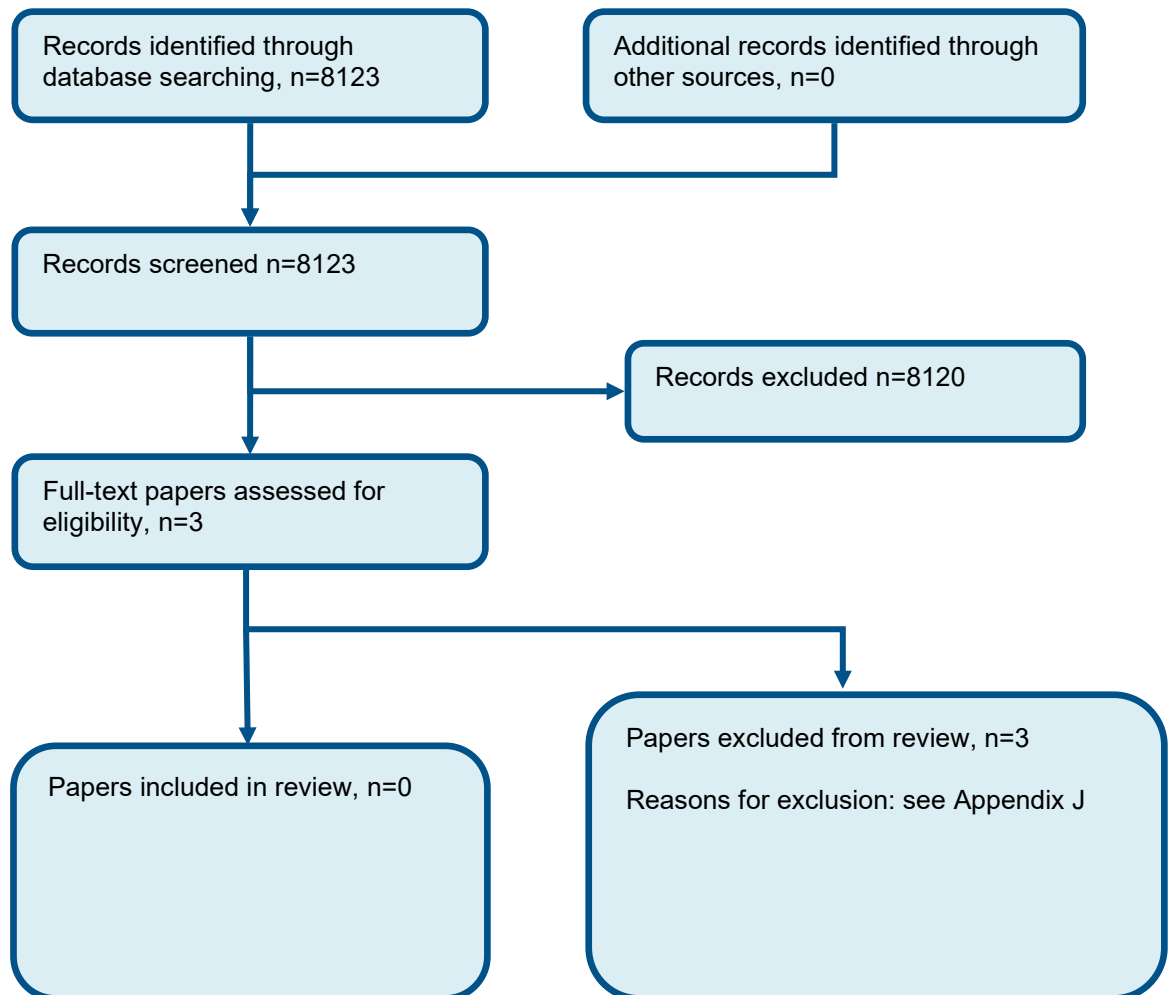 Records identified through
database searching, n=8123
Additional records identified through
other sources, n=0
Records screened n=8123
Records excluded n=8120
Full-text papers assessed for
eligibility, n=3
Papers included in review, n=0
Papers excluded from review, n=3
Reasons for exclusion: see Appendix J